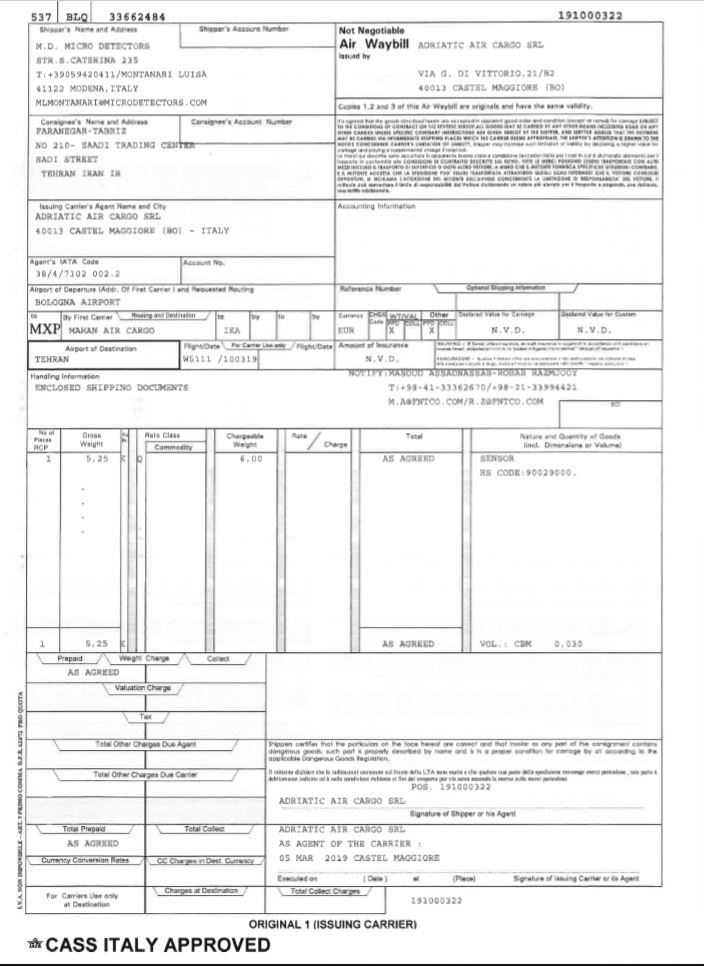 537 BLQ 33662484 191000322
Shipper's Name and Address Shipper's Account Number
M.D. MICRO DETECTORS
STR.S.CATERINA 235
T:+39059420411/MONTANARI LUISA
41122 MODENA,ITALY
MLMONTANARI@MICRODETECTORS.COM
Not Negotiable
Air Waybill ADRIATIC AIR CARGO SRL
Issued by
VIA G. DI VITTORIO,21/B2
40013 CASTEL MAGGIORE (BO)
Copies 1,2 and 3 of this Air Waybill are originals and have the same validity.
Consignee's Name and Address Consignee's Account Number
FARANEGAR-TABRIZ
NO 210- SAADI TRADING CENTER
SADI STREET
TEHRAN IRAN IR
Issuing Carrier's Agent Name and City
ADRIATIC AIR CARGO SRL
40013 CASTEL MAGGIORE (BO) - ITALY
Accounting Information
Agent's IATA Code Account No.
38/4/7102 002.2
Airport of Departure (Addr. Of First Carrier) and Requested Routing
BOLOGNA AIRPORT
Reference Number Optional Shipping Information
to By First Carrier Routing and Destination to by to by
MXP MAHAN AIR CARGO IKA
Currency CHGS Code WT/VAL Other Declared Value for Carriage Declared Value for Custom
PPD COLL PPD COLL
EUR X X N.V.D. N.V.D.
Airport of Destination Flight/Date For Carrier Use only Flight/Date Amount of Insurance
TEHRAN W5111 /100319 N.V.D.
Handling Information
ENCLOSED SHIPPING DOCUMENTS
NOTIFY:MASOUD ASSADNASSAB-ROBAB RAZMJOOY
T:+98-41-33362670/+98-21-33994421
M.A@FNTCO.COM/R.Z@FNTCO.COM
SCI
No of Pieces RCP Gross Weight Rate Class Commodity Chargeable Weight Rate / Charge Total Nature and Quantity of Goods (incl. Dimensions or Volume)
1 5,25 K Q 6,00 AS AGREED SENSOR
HS CODE:90029000.
1 5,25 K AS AGREED VOL.: CBM 0,030
Prepaid Weight Charge Collect
AS AGREED
Valuation Charge
Tax
Total Other Charges Due Agent
Shippers certifies that the particulars on the face hereof are correct and that insofar as any part of the consignment contains
dangerous goods, such part is properly described by name and is in a proper condition for carriage by air according to the
applicable Dangerous Goods Regulation.
Total Other Charges Due Carrier
POS. 191000322
ADRIATIC AIR CARGO SRL
Signature of Shipper or his Agent
Total Prepaid Total Collect
AS AGREED
ADRIATIC AIR CARGO SRL
AS AGENT OF THE CARRIER :
05 MAR 2019 CASTEL MAGGIORE
Currency Conversion Rates CC Charges in Dest. Currency
Executed on (Date) at (Place) Signature of Issuing Carrier or its Agent
For Carriers Use only at Destination Charges at Destination Total Collect Charges
191000322
ORIGINAL 1 (ISSUING CARRIER)
CASS ITALY APPROVED